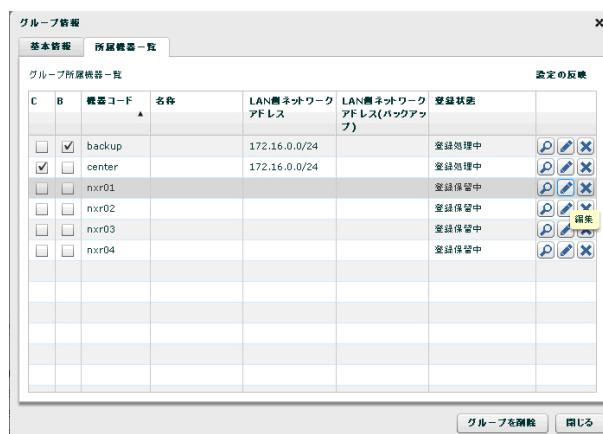 グループ情報
基本情報 所属機器一覧
グループ所属機器一覧 設定の反映
C B 機器コード 名称 LAN側ネットワークアドレス LAN側ネットワークアドレス(バックアップ) 登録状態
backup 172.16.0.0/24 登録処理中
center 172.16.0.0/24 登録処理中
nxr01 登録保留中
nxr02 登録保留中
編集
nxr03 登録保留中
nxr04 登録保留中
グループを削除 閉じる